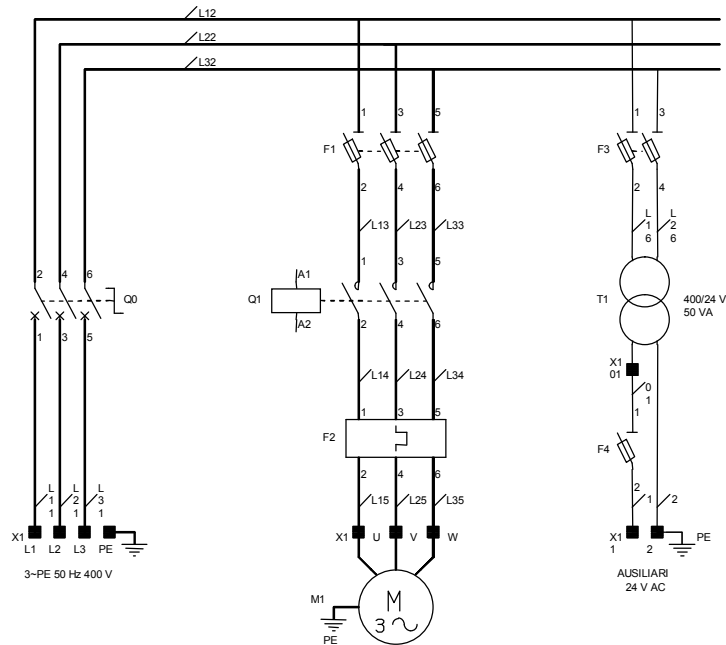 L12
L22
L32
1 3 5
1 3
F1
F3
2 4 6
2 4
L13 L23 L33
L
1
6
L
2
6
2 4 6
Q0
A1
1 3 5
Q1
A2
T1
400/24 V
50 VA
1 3 5
2 4 6
X1
01
0
1
L14 L24 L34
1 3 5
1
F2
F4
2 4 6
2
L
1
1
L
2
1
L
3
1
L15 L25 L35
1
2
X1
L1 L2 L3 PE
X1 U V W
X1
1 2
PE
3~PE 50 Hz 400 V
AUSILIARI
24 V AC
M1
M
3
PE